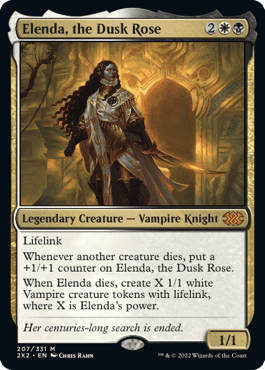 Elenda, the Dusk Rose 2
Legendary Creature — Vampire Knight
Lifelink
Whenever another creature dies, put a
+1/+1 counter on Elenda, the Dusk Rose.
When Elenda dies, create X 1/1 white
Vampire creature tokens with lifelink,
where X is Elenda's power.
Her centuries-long search is ended.
1/1
207/331 M
2X2 • EN Chris Rahn ™ & © 2022 Wizards of the Coast